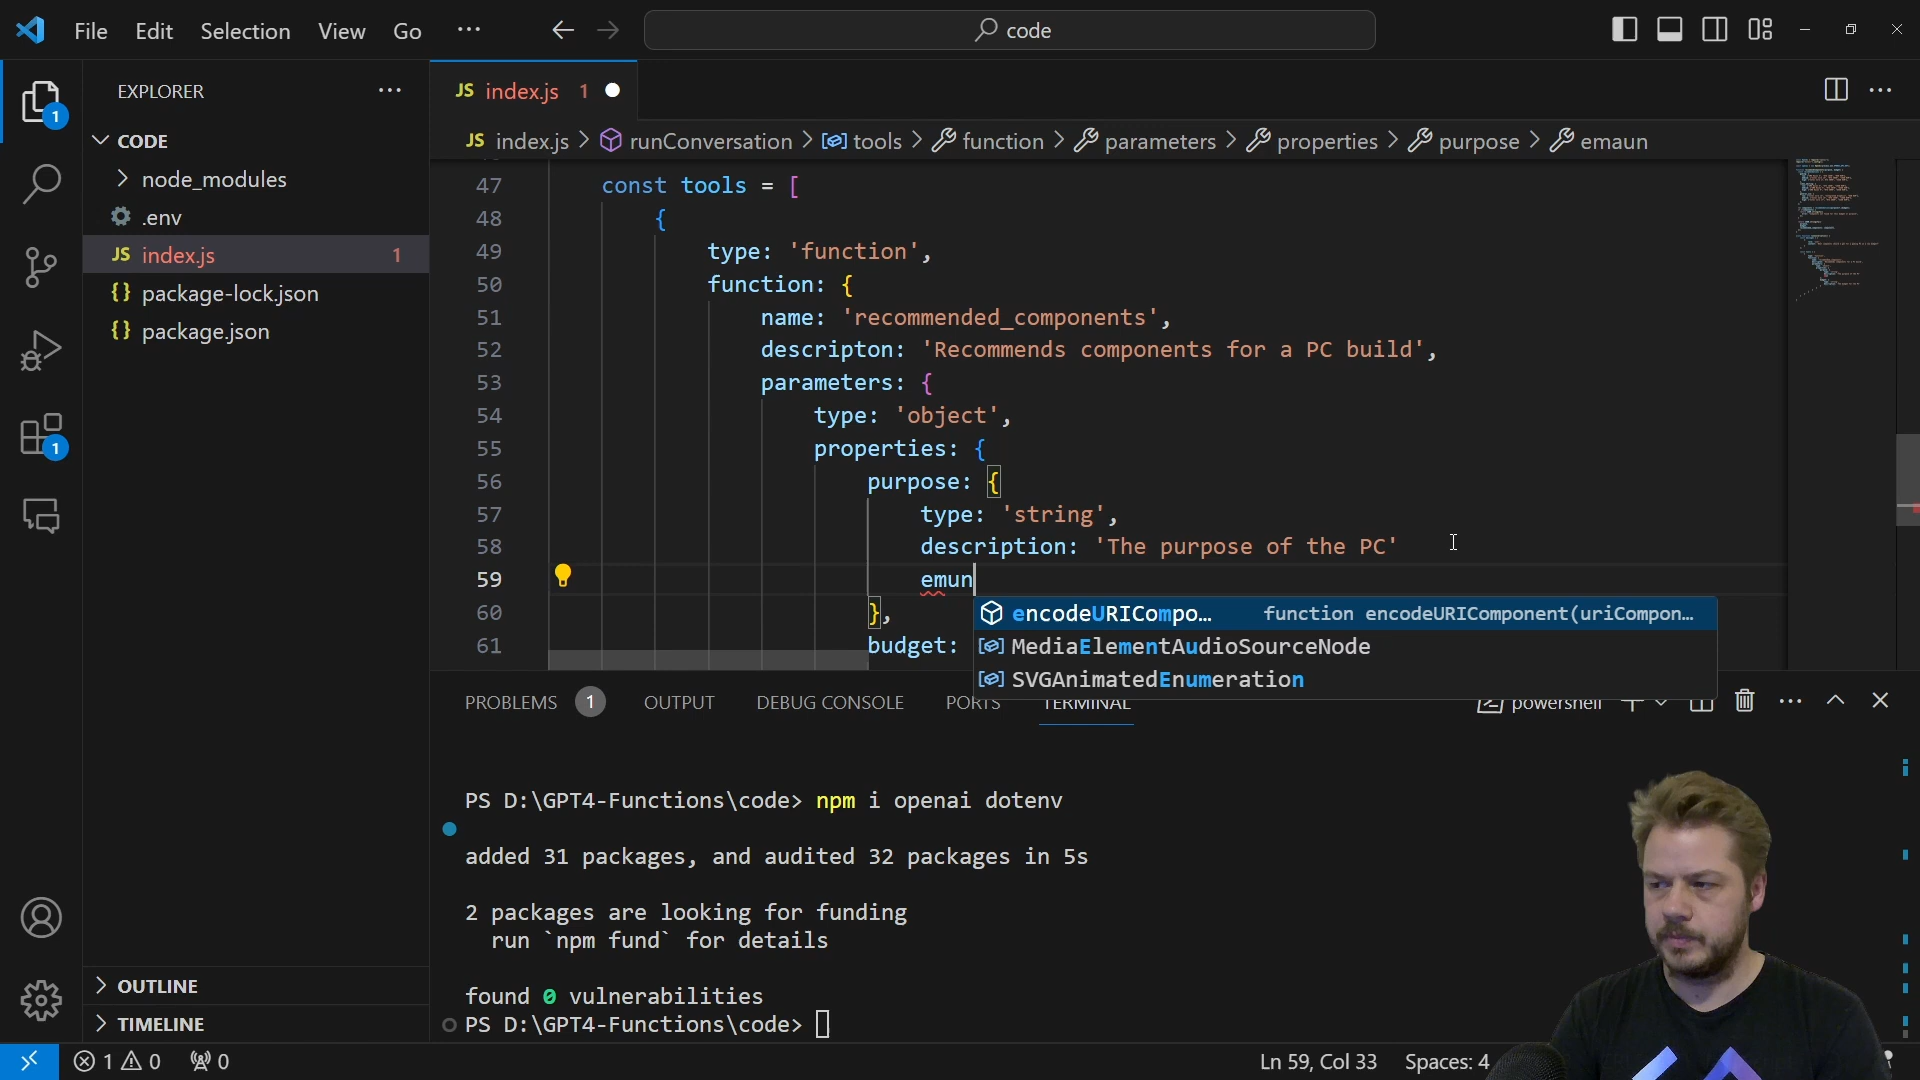 File Edit Selection View Go ... code
EXPLORER ...
JS index.js 1
CODE
JS index.js > runConversation > tools > function > parameters > properties > purpose > emaun
node_modules
.env
JS index.js 1
{} package-lock.json
{} package.json
47 const tools = [
48 {
49 type: 'function',
50 function: {
51 name: 'recommended_components',
52 descripton: 'Recommends components for a PC build',
53 parameters: {
54 type: 'object',
55 properties: {
56 purpose: {
57 type: 'string',
58 description: 'The purpose of the PC'
59 emun
60 },
61 budget:
encodeURICompo... function encodeURIComponent(uriCompon...
MediaElementAudioSourceNode
SVGAnimatedEnumeration
PROBLEMS 1 OUTPUT DEBUG CONSOLE PORTS TERMINAL powershell
PS D:\GPT4-Functions\code> npm i openai dotenv
added 31 packages, and audited 32 packages in 5s
2 packages are looking for funding
run `npm fund` for details
found 0 vulnerabilities
PS D:\GPT4-Functions\code>
OUTLINE
TIMELINE
1 0 0 Ln 59, Col 33 Spaces: 4